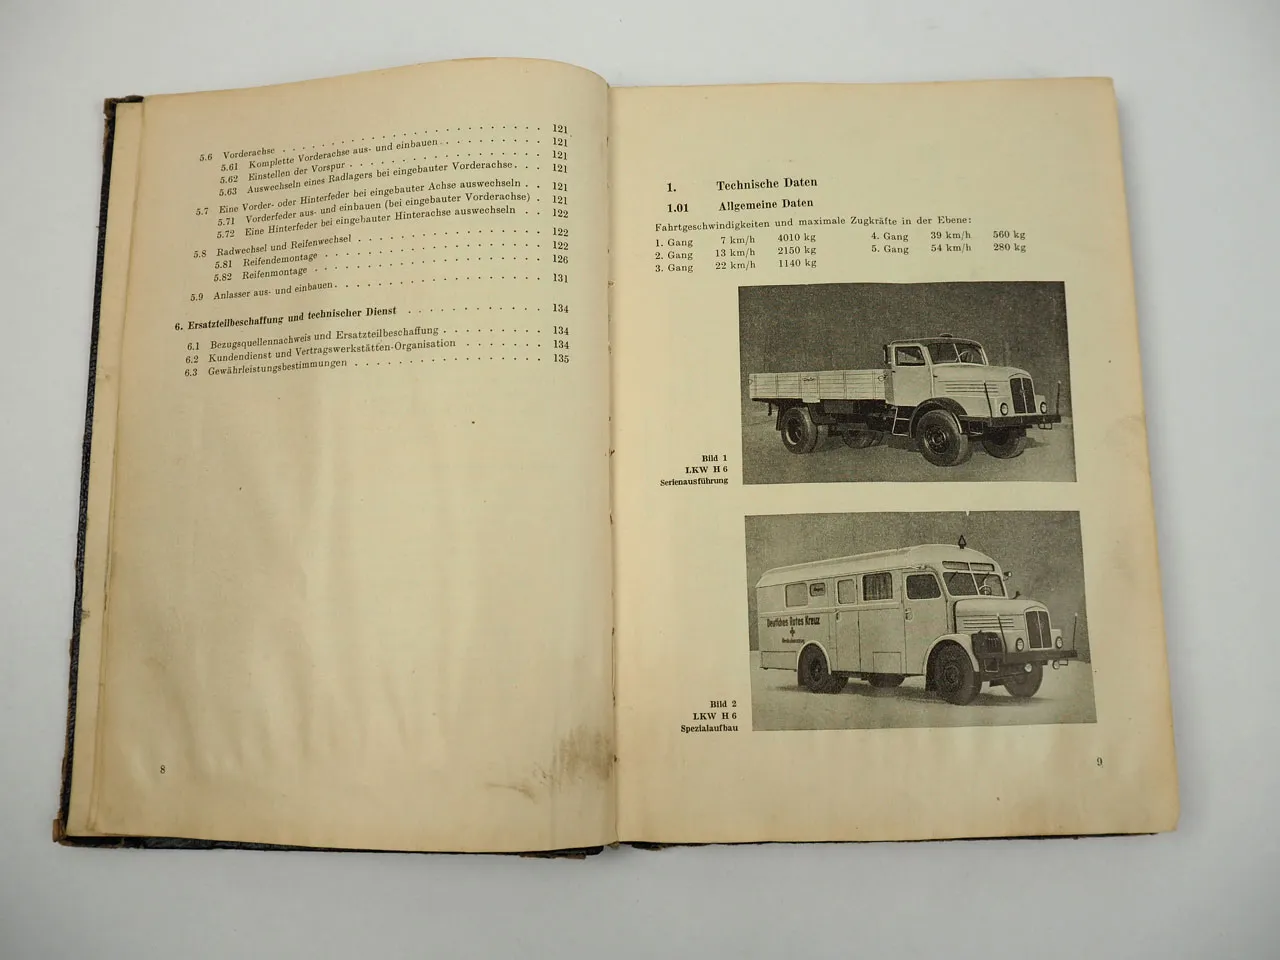 5.6 Vorderachse . . . . . . . . . . . . . . . . . . . 121
5.61 Komplette Vorderachse aus- und einbauen . . . . . . . . . 121
5.62 Einstellen der Vorspur . . . . . . . . . . . . . . . 121
5.63 Auswechseln eines Radlagers bei eingebauter Vorderachse . . . 121
5.7 Eine Vorder- oder Hinterfeder bei eingebauter Achse auswechseln . . 121
5.71 Vorderfeder aus- und einbauen (bei eingebauter Vorderachse) . 121
5.72 Eine Hinterfeder bei eingebauter Hinterachse auswechseln . . 122
5.8 Radwechsel und Reifenwechsel . . . . . . . . . . . . . . 122
5.81 Reifendemontage . . . . . . . . . . . . . . . . . 122
5.82 Reifenmontage . . . . . . . . . . . . . . . . . . 126
5.9 Anlasser aus- und einbauen . . . . . . . . . . . . . . . 131
6. Ersatzteilbeschaffung und technischer Dienst . . . . . . . . . . 134
6.1 Bezugsquellennachweis und Ersatzteilbeschaffung . . . . . . . . 134
6.2 Kundendienst und Vertragswerkstätten-Organisation . . . . . . . 134
6.3 Gewährleistungsbestimmungen . . . . . . . . . . . . . . 135
8
1. Technische Daten
1.01 Allgemeine Daten
Fahrtgeschwindigkeiten und maximale Zugkräfte in der Ebene:
1. Gang 7 km/h 4010 kg 4. Gang 39 km/h 560 kg
2. Gang 13 km/h 2150 kg 5. Gang 54 km/h 280 kg
3. Gang 22 km/h 1140 kg
Bild 1
LKW H 6
Serienausführung
Deutsches Rotes Kreuz
Bild 2
LKW H 6
Spezialaufbau
9